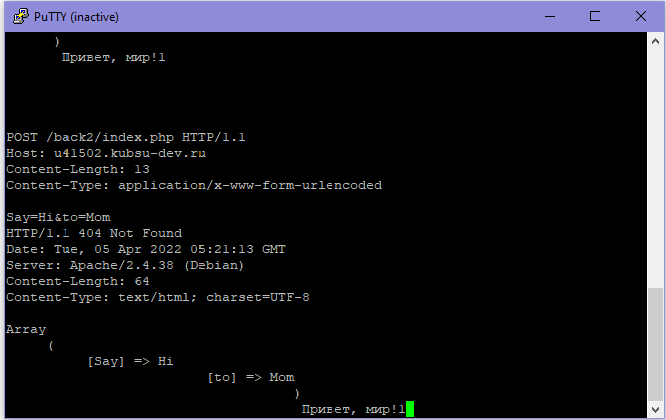 PuTTY (inactive)
)
Привет, мир!1
POST /back2/index.php HTTP/1.1
Host: u41502.kubsu-dev.ru
Content-Length: 13
Content-Type: application/x-www-form-urlencoded
Say=Hi&to=Mom
HTTP/1.1 404 Not Found
Date: Tue, 05 Apr 2022 05:21:13 GMT
Server: Apache/2.4.38 (Debian)
Content-Length: 64
Content-Type: text/html; charset=UTF-8
Array
(
[Say] => Hi
[to] => Mom
)
Привет, мир!1